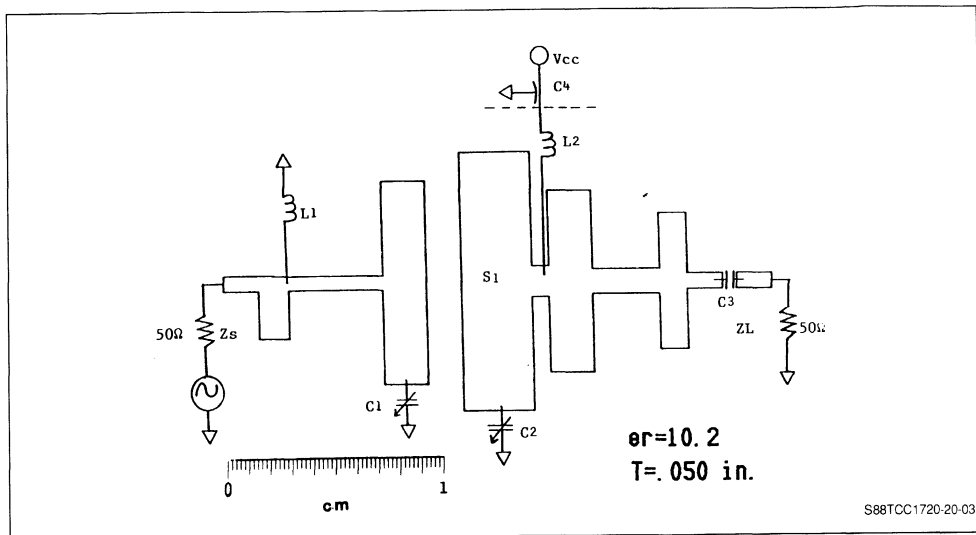 Vcc
C4
L2
L1
S1
C3
50Ω Zs
ZL 50Ω
C1
C2
er=10.2
T=.050 in.
0 1
cm
S88TCC1720-20-03